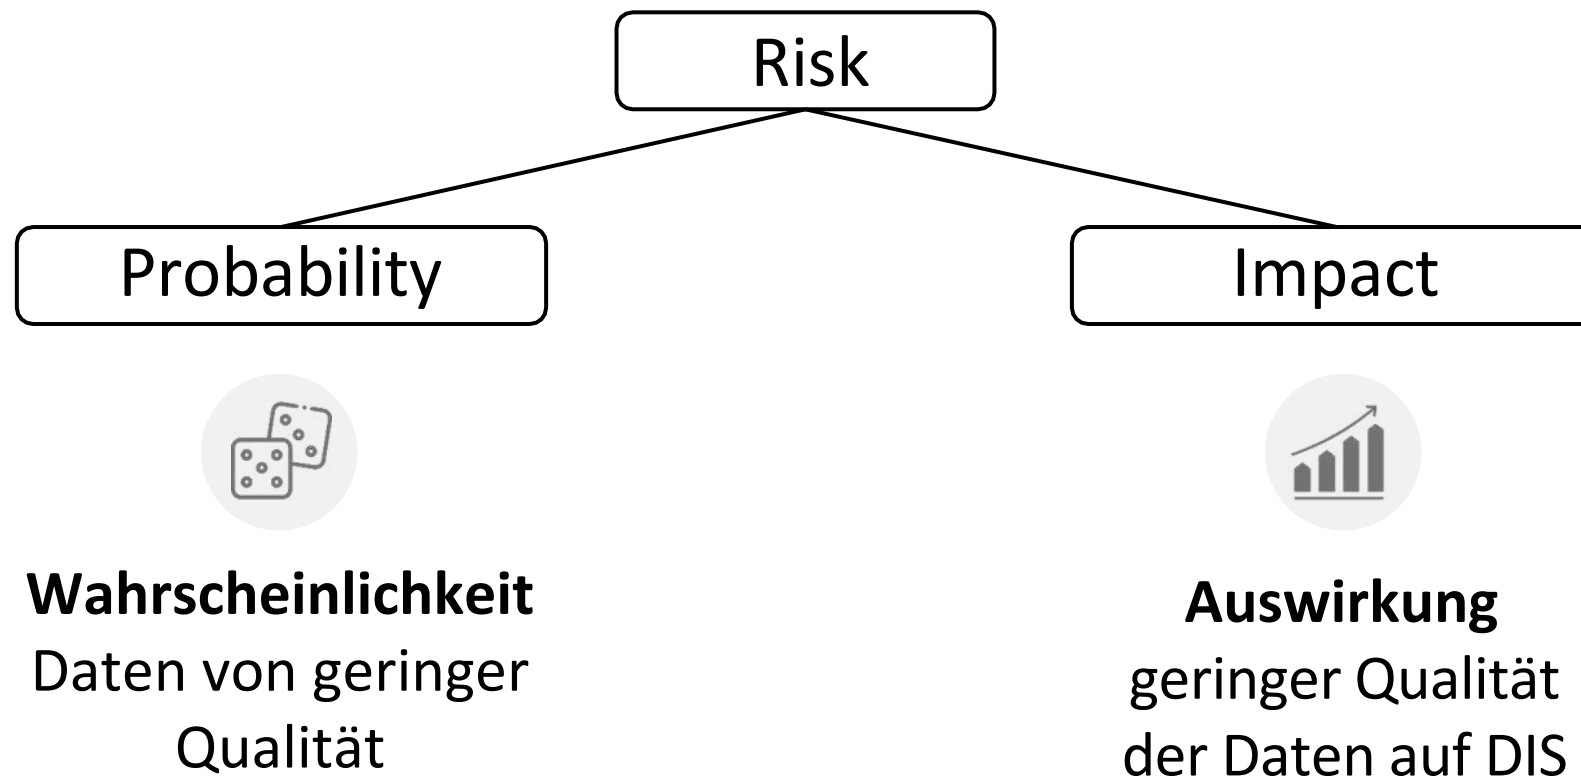 Risk
Probability
Impact
Wahrscheinlichkeit
Daten von geringer
Qualität
Auswirkung
geringer Qualität
der Daten auf DIS